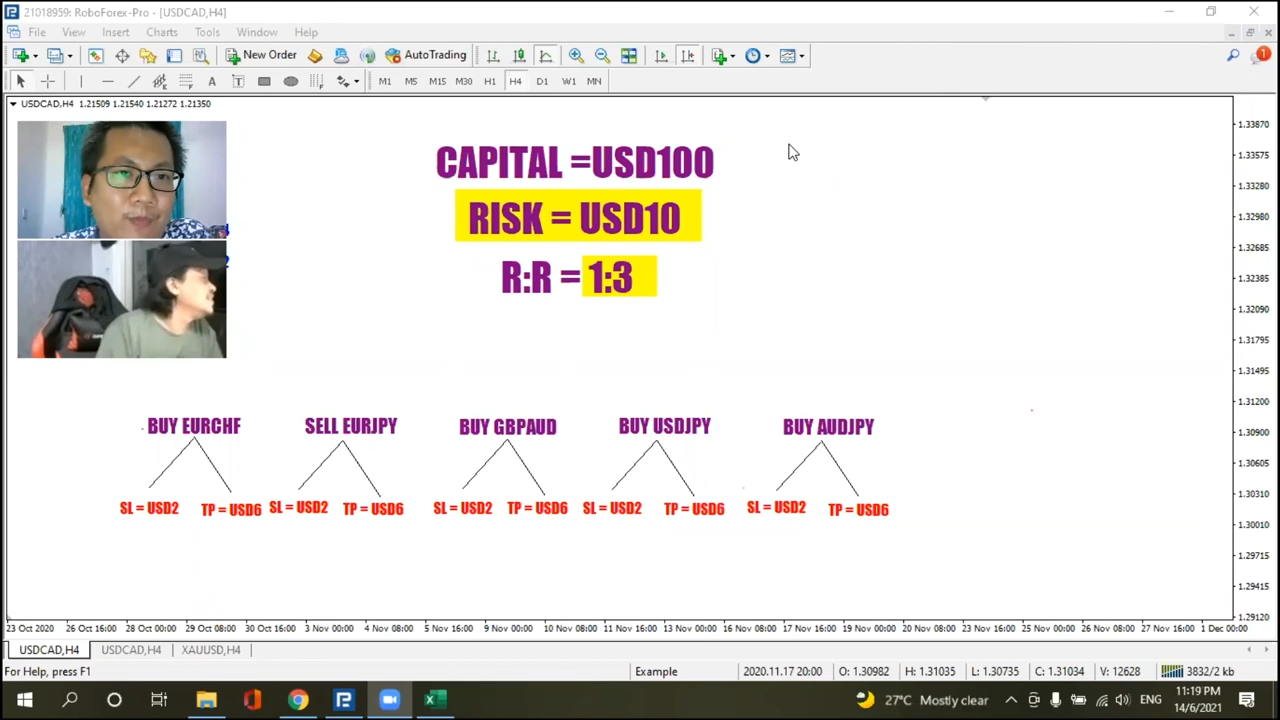 21018959: RoboForex-Pro - [USDCAD,H4]
File View Insert Charts Tools Window Help
New Order AutoTrading
M1 M5 M15 M30 H1 H4 D1 W1 MN
USDCAD,H4 1.21509 1.21540 1.21272 1.21350
CAPITAL =USD100
RISK = USD10
R:R = 1:3
BUY EURCHF SELL EURJPY BUY GBPAUD BUY USDJPY BUY AUDJPY
SL = USD2 TP = USD6 SL = USD2 TP = USD6 SL = USD2 TP = USD6 SL = USD2 TP = USD6 SL = USD2 TP = USD6
1.33870
1.33575
1.33280
1.32980
1.32685
1.32385
1.32090
1.31795
1.31495
1.31200
1.30900
1.30605
1.30310
1.30010
1.29715
1.29415
1.29120
23 Oct 2020 26 Oct 16:00 28 Oct 00:00 29 Oct 08:00 30 Oct 16:00 3 Nov 00:00 4 Nov 08:00 5 Nov 16:00 9 Nov 00:00 10 Nov 08:00 11 Nov 16:00 13 Nov 00:00 16 Nov 08:00 17 Nov 16:00 19 Nov 00:00 20 Nov 08:00 23 Nov 16:00 25 Nov 00:00 26 Nov 08:00 27 Nov 16:00 1 Dec 00:00
USDCAD,H4 USDCAD,H4 XAUUSD,H4
For Help, press F1 Example 2020.11.17 20:00 O: 1.30982 H: 1.31035 L: 1.30735 C: 1.31034 V: 12628 3832/2 kb
27°C Mostly clear ENG 11:19 PM
14/6/2021